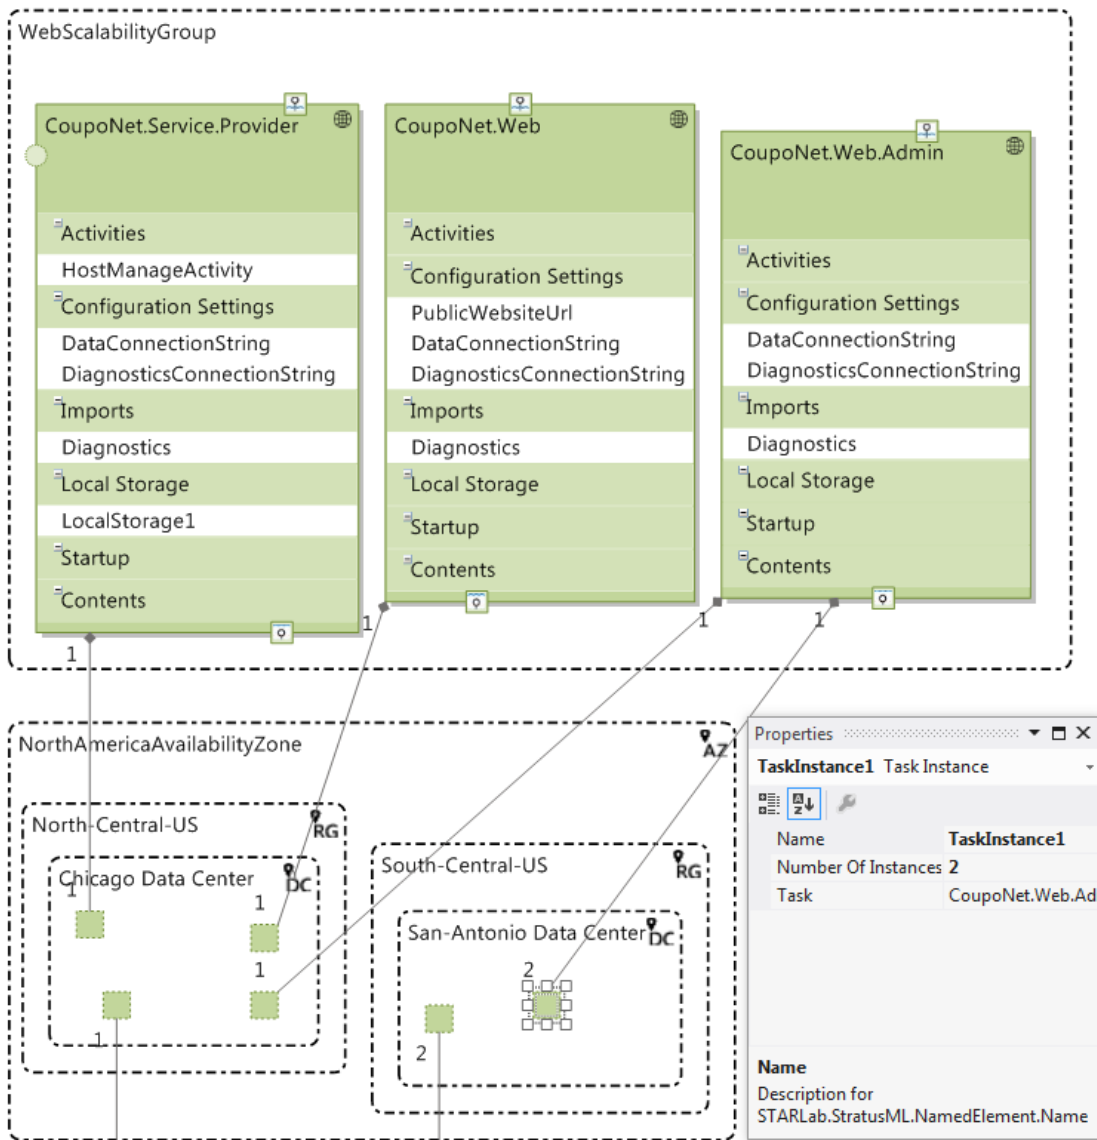 WebScalabilityGroup
CoupoNet.Service.Provider
Activities
HostManageActivity
Configuration Settings
DataConnectionString
DiagnosticsConnectionString
Imports
Diagnostics
Local Storage
LocalStorage1
Startup
Contents
1
CoupoNet.Web
Activities
Configuration Settings
PublicWebsiteUrl
DataConnectionString
DiagnosticsConnectionString
Imports
Diagnostics
Local Storage
Startup
Contents
1
CoupoNet.Web.Admin
Activities
Configuration Settings
DataConnectionString
DiagnosticsConnectionString
Imports
Diagnostics
Local Storage
Startup
Contents
1
1
NorthAmericaAvailabilityZone
AZ
North-Central-US
RG
Chicago Data Center
DC
1
1
1
1
South-Central-US
RG
San-Antonio Data Center
DC
2
2
Properties
TaskInstance1 Task Instance
A
Z
Name TaskInstance1
Number Of Instances 2
Task CoupoNet.Web.Ad
Name
Description for
STARLab.StratusML.NamedElement.Name